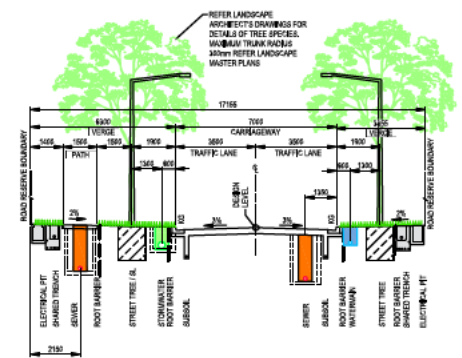 REFER LANDSCAPE
ARCHITECT'S DRAWINGS FOR
DETAILS OF TREE SPECIES.
MAXIMUM TRUNK RADIUS
300mm REFER LANDSCAPE
MASTER PLANS
17155
6300 7000
VERGE CARRIAGEWAY VERGE
1400 1500 1500 1900 3500 3500 1900
PATH TRAFFIC LANE TRAFFIC LANE
1300 600 600 1300
1350
ROAD RESERVE BOUNDARY
ROAD RESERVE BOUNDARY
DESIGN
LEVEL
KG
KG
2% 3% 3% 2%
ELECTRICAL PIT
SHARED TRENCH
SEWER
ROOT BARRIER
STREET TREE / SL
STORMWATER
ROOT BARRIER
SUBSOIL
SEWER
SUBSOIL
ROOT BARRIER
WATERMAIN
STREET TREE
ROOT BARRIER
SHARED TRENCH
ELECTRICAL PIT
2150